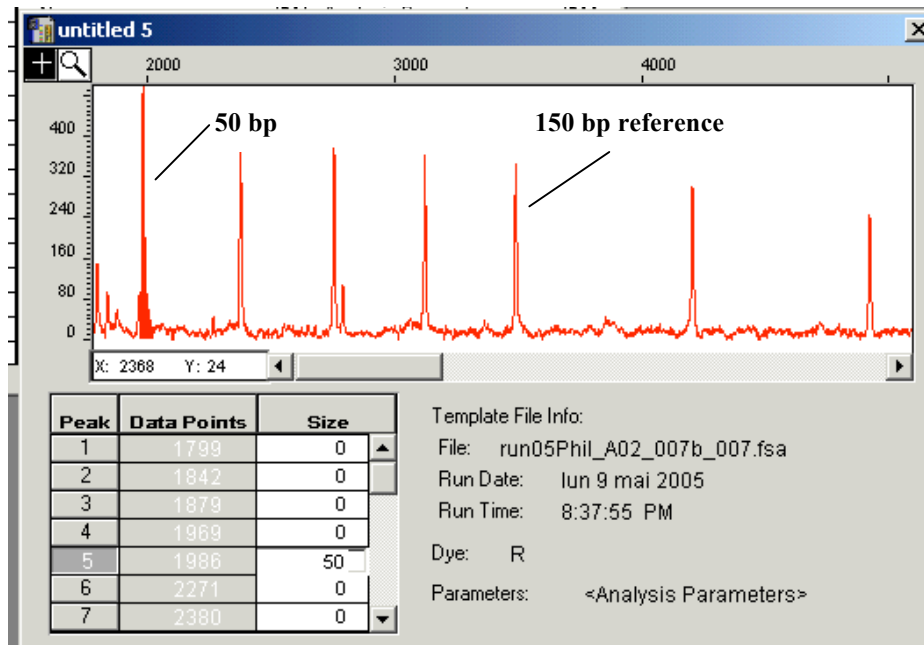 untitled 5
2000 3000 4000
400
320
240
160
80
0
50 bp
150 bp reference
X: 2368 Y: 24
Peak Data Points Size
1 1799 0
2 1842 0
3 1879 0
4 1969 0
5 1986 50
6 2271 0
7 2380 0
Template File Info:
File: run05Phil_A02_007b_007.fsa
Run Date: lun 9 mai 2005
Run Time: 8:37:55 PM
Dye: R
Parameters: <Analysis Parameters>